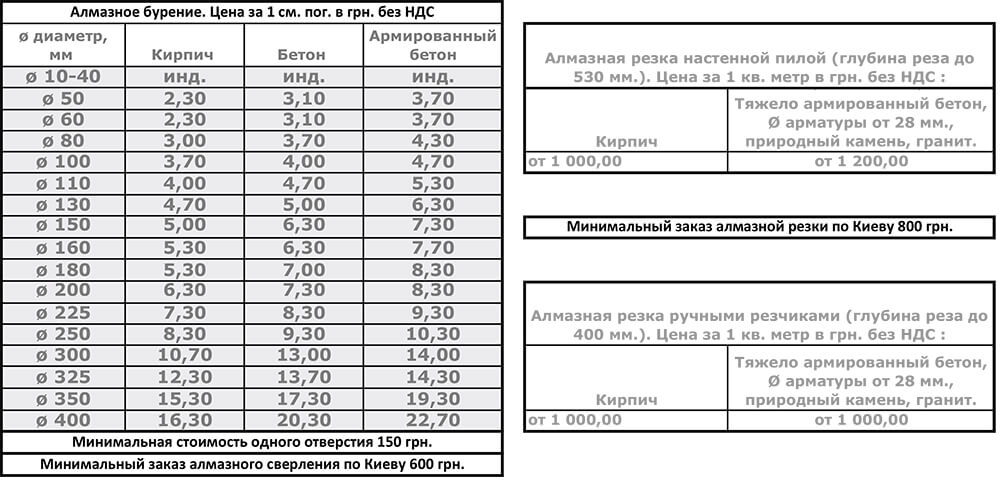 Алмазное бурение. Цена за 1 см. пог. в грн. без НДС
ø диаметр, мм Кирпич Бетон Армированный бетон
ø 10-40 инд. инд. инд.
ø 50 2,30 3,10 3,70
ø 60 2,30 3,10 3,70
ø 80 3,00 3,70 4,30
ø 100 3,70 4,00 4,70
ø 110 4,00 4,70 5,30
ø 130 4,70 5,00 6,30
ø 150 5,00 6,30 7,30
ø 160 5,30 6,30 7,70
ø 180 5,30 7,00 8,30
ø 200 6,30 7,30 8,30
ø 225 7,30 8,30 9,30
ø 250 8,30 9,30 10,30
ø 300 10,70 13,00 14,00
ø 325 12,30 13,70 14,30
ø 350 15,30 17,30 19,30
ø 400 16,30 20,30 22,70
Минимальная стоимость одного отверстия 150 грн.
Минимальный заказ алмазного сверления по Киеву 600 грн.
Алмазная резка настенной пилой (глубина реза до
530 мм.). Цена за 1 кв. метр в грн. без НДС :
Кирпич
Тяжело армированный бетон,
Ø арматуры от 28 мм.,
природный камень, гранит.
от 1 000,00 от 1 200,00
Минимальный заказ алмазной резки по Киеву 800 грн.
Алмазная резка ручными резчиками (глубина реза до
400 мм.). Цена за 1 кв. метр в грн. без НДС :
Кирпич
Тяжело армированный бетон,
Ø арматуры от 28 мм.,
природный камень, гранит.
от 1 000,00 от 1 000,00